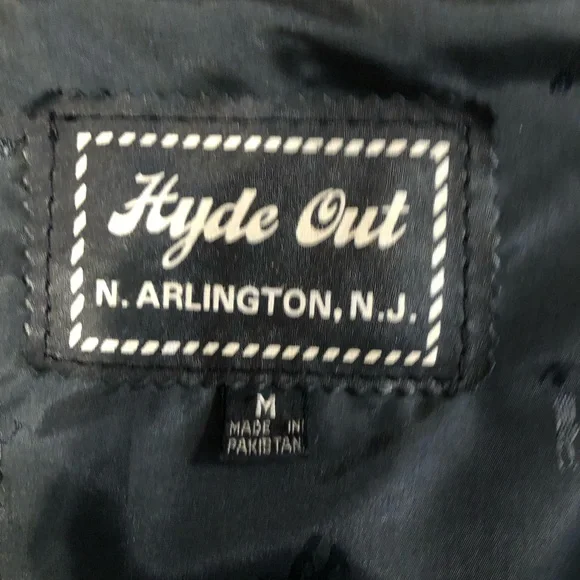 Hyde Out
N. ARLINGTON, N.J.
M
MADE IN
PAKISTAN